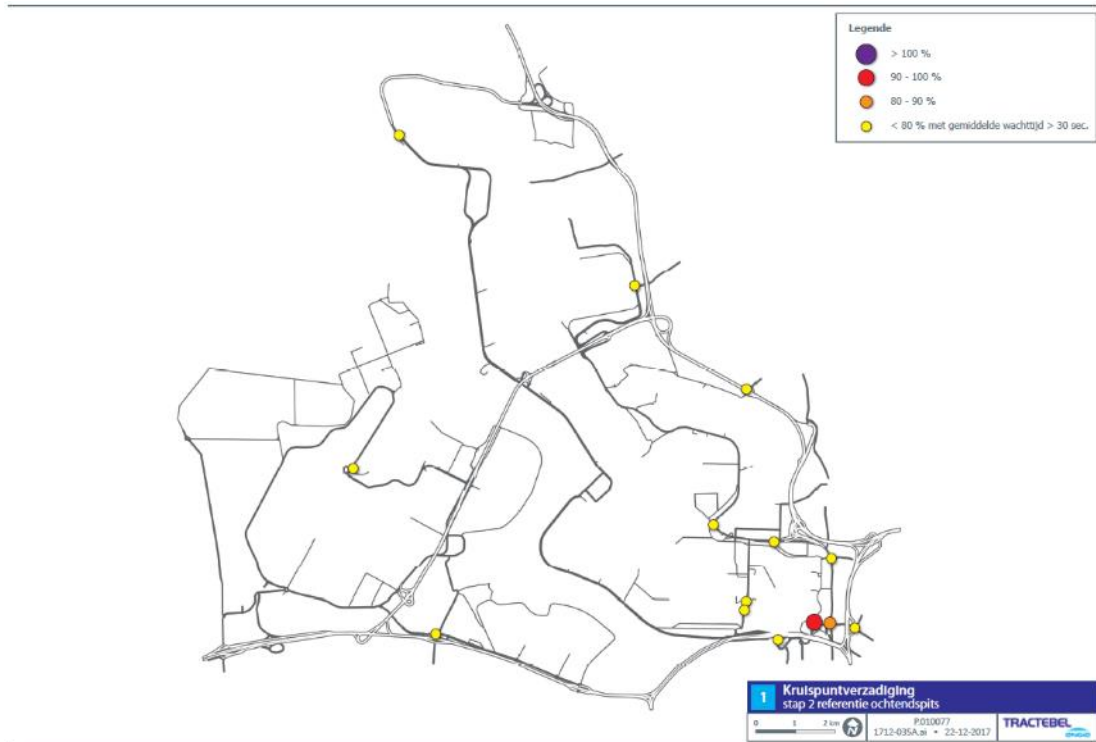 Legende
> 100 %
90 - 100 %
80 - 90 %
< 80 % met gemiddelde wachttijd > 30 sec.
1
Kruispuntverzadiging
stap 2 referentie ochtendspits
0 1 2 km
N
P.010077
1712-035A.ai • 22-12-2017
TRACTEBEL
ENGIE